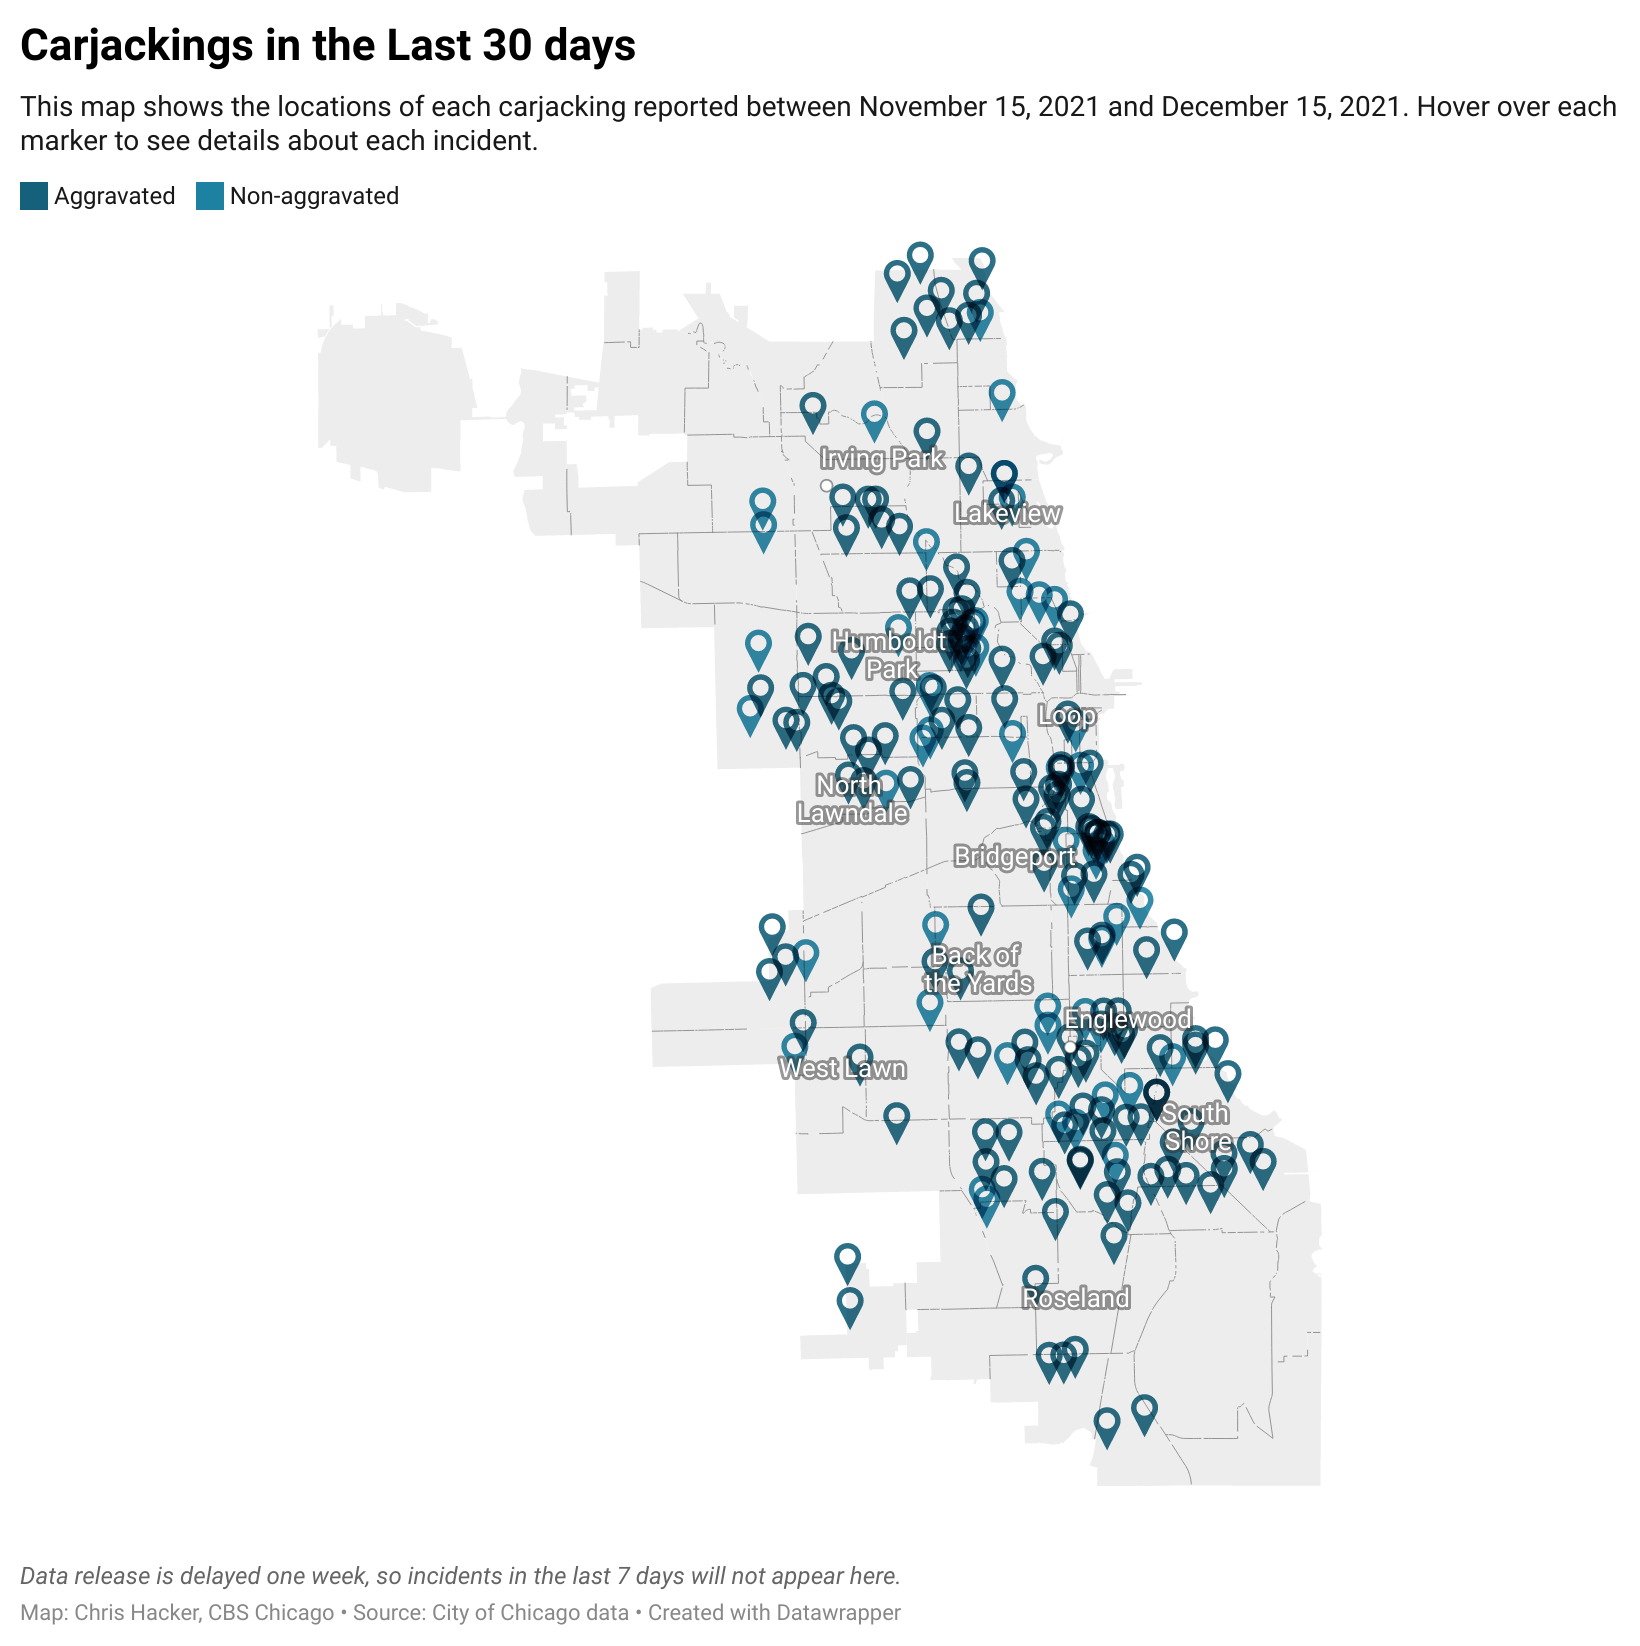 Carjackings in the Last 30 days
This map shows the locations of each carjacking reported between November 15, 2021 and December 15, 2021. Hover over each
marker to see details about each incident.
Aggravated Non-aggravated
Irving Park
Lakeview
Humboldt
Park
Loop
North
Lawndale
Bridgeport
Back of
the Yards
Englewood
West Lawn
South
Shore
Roseland
Data release is delayed one week, so incidents in the last 7 days will not appear here.
Map: Chris Hacker, CBS Chicago • Source: City of Chicago data • Created with Datawrapper